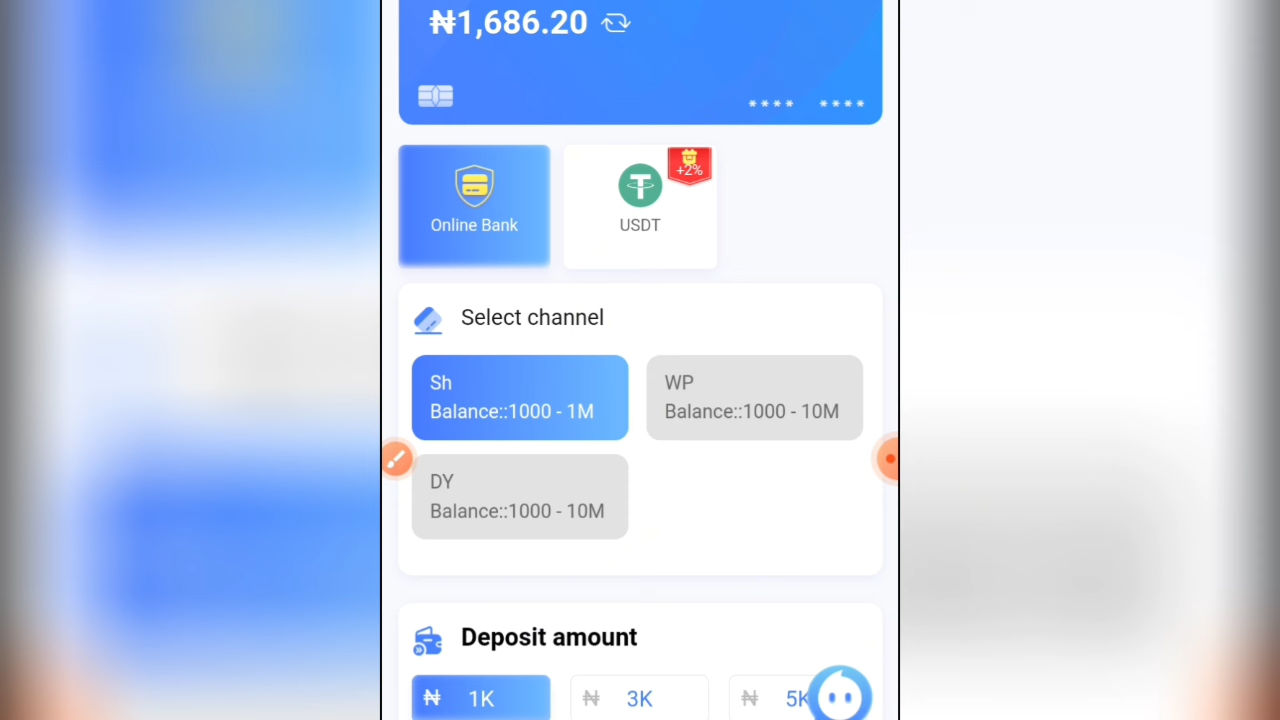 ₦1,686.20
**** ****
+2%
Online Bank
USDT
Select channel
Sh
Balance::1000 - 1M
WP
Balance::1000 - 10M
DY
Balance::1000 - 10M
Deposit amount
₦ 1K
₦ 3K
₦ 5K